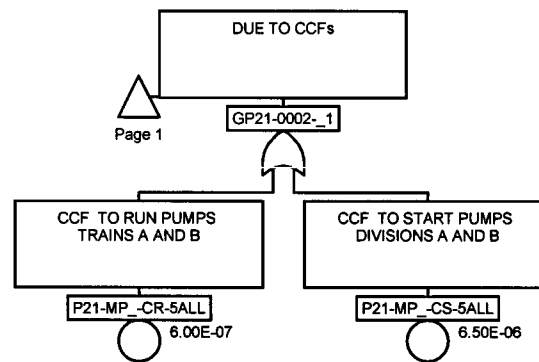 DUE TO CCFs
Page 1
GP21-0002-_1
CCF TO RUN PUMPS
TRAINS A AND B
CCF TO START PUMPS
DIVISIONS A AND B
P21-MP_-CR-5ALL
P21-MP_-CS-5ALL
6.00E-07
6.50E-06